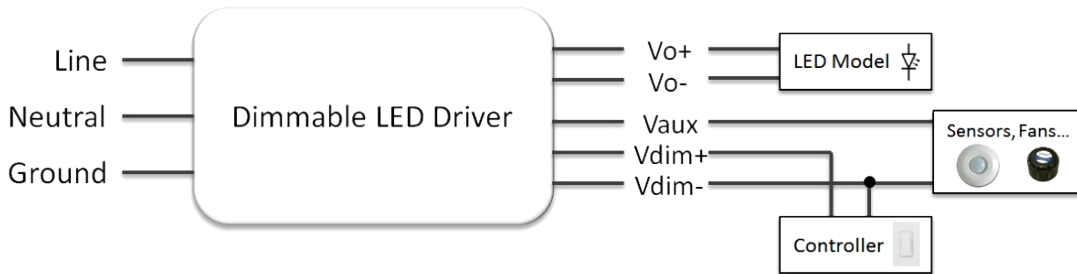 Line
Neutral
Ground
Dimmable LED Driver
Vo+
Vo-
Vaux
Vdim+
Vdim-
LED Model
Sensors, Fans...
Controller